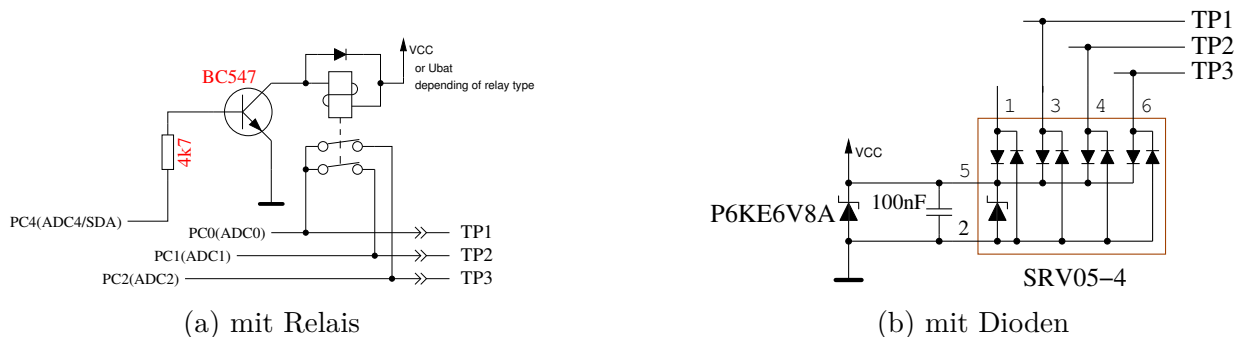 BC547
VCC
or Ubat
depending of relay type
4k7
PC4(ADC4/SDA)
PC0(ADC0)
TP1
PC1(ADC1)
TP2
PC2(ADC2)
TP3
(a) mit Relais
TP1
TP2
TP3
1 3 4 6
VCC
5
P6KE6V8A
100nF
2
SRV05−4
(b) mit Dioden